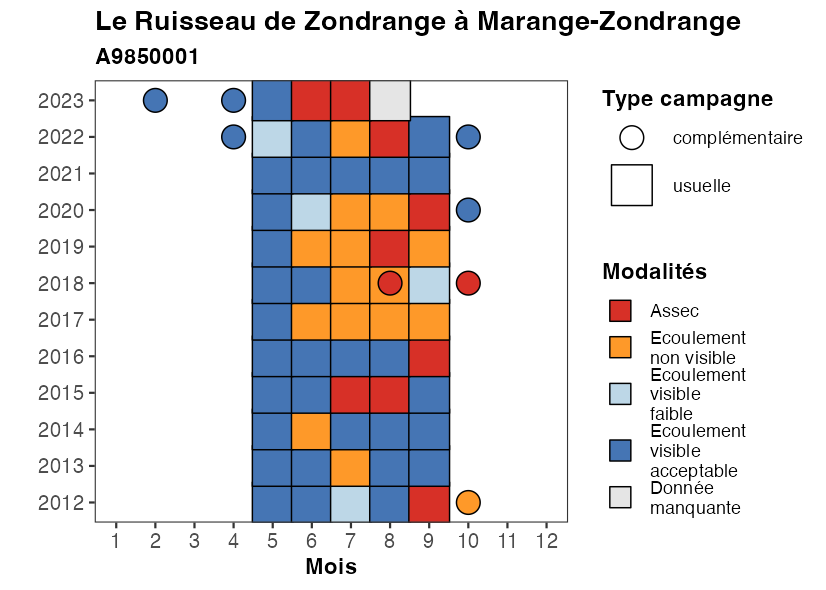 Le Ruisseau de Zondrange à Marange-Zondrange
A9850001
2023
2022
2021
2020
2019
2018
2017
2016
2015
2014
2013
2012
1 2 3 4 5 6 7 8 9 10 11 12
Mois
Type campagne
complémentaire
usuelle
Modalités
Assec
Ecoulement
non visible
Ecoulement
visible
faible
Ecoulement
visible
acceptable
Donnée
manquante